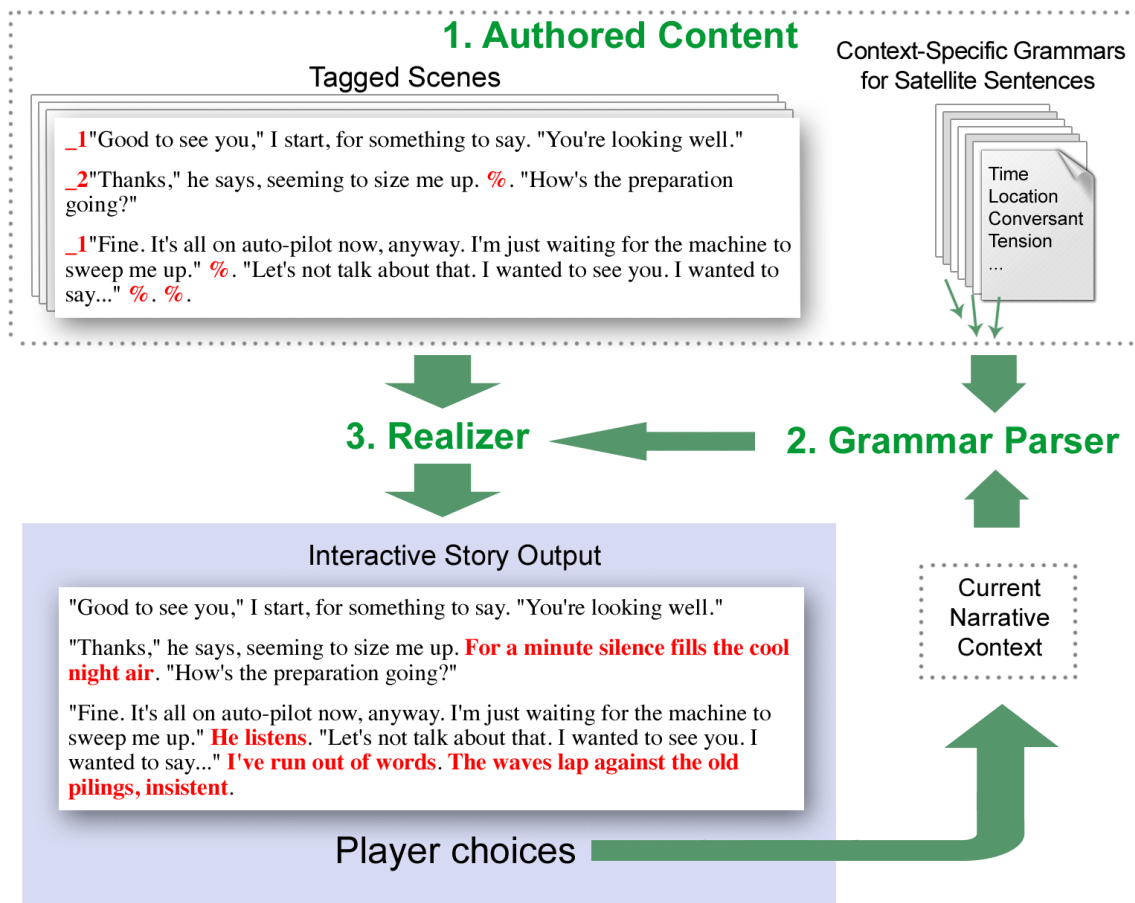 1. Authored Content
Tagged Scenes
Context-Specific Grammars
for Satellite Sentences
_1"Good to see you," I start, for something to say. "You're looking well."
_2"Thanks," he says, seeming to size me up. %. "How's the preparation
going?"
_1"Fine. It's all on auto-pilot now, anyway. I'm just waiting for the machine to
sweep me up." %. "Let's not talk about that. I wanted to see you. I wanted to
say..." %. %.
Time
Location
Conversant
Tension
...
3. Realizer
2. Grammar Parser
Interactive Story Output
"Good to see you," I start, for something to say. "You're looking well."
"Thanks," he says, seeming to size me up. For a minute silence fills the cool
night air. "How's the preparation going?"
"Fine. It's all on auto-pilot now, anyway. I'm just waiting for the machine to
sweep me up." He listens. "Let's not talk about that. I wanted to see you. I
wanted to say..." I've run out of words. The waves lap against the old
pilings, insistent.
Current
Narrative
Context
Player choices